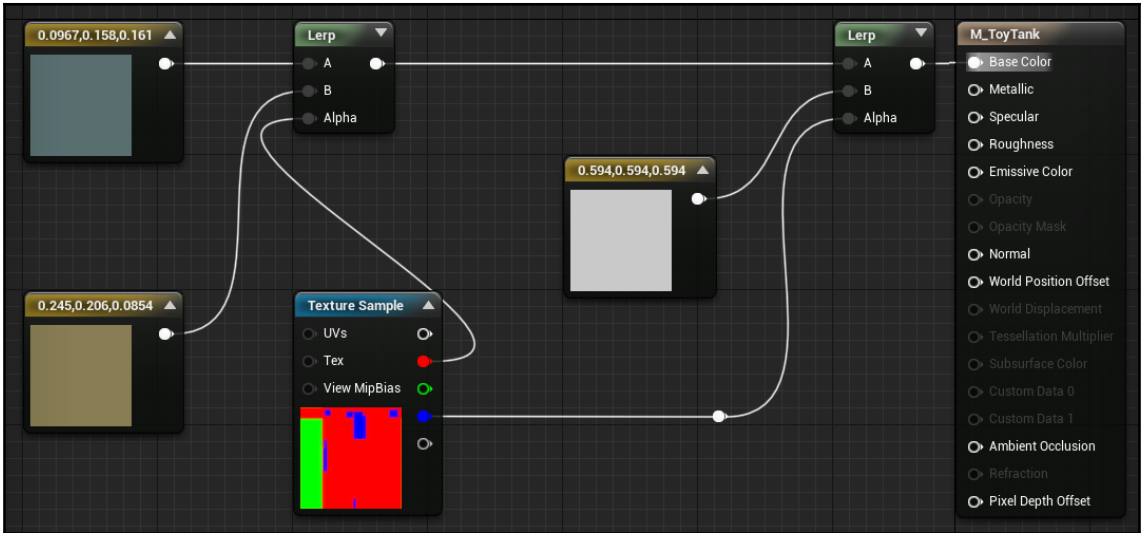 0.0967,0.158,0.161
Lerp
A
B
Alpha
Lerp
A
B
Alpha
M_ToyTank
Base Color
Metallic
Specular
Roughness
Emissive Color
Opacity
Opacity Mask
Normal
World Position Offset
World Displacement
Tessellation Multiplier
Subsurface Color
Custom Data 0
Custom Data 1
Ambient Occlusion
Refraction
Pixel Depth Offset
0.594,0.594,0.594
0.245,0.206,0.0854
Texture Sample
UVs
Tex
View MipBias